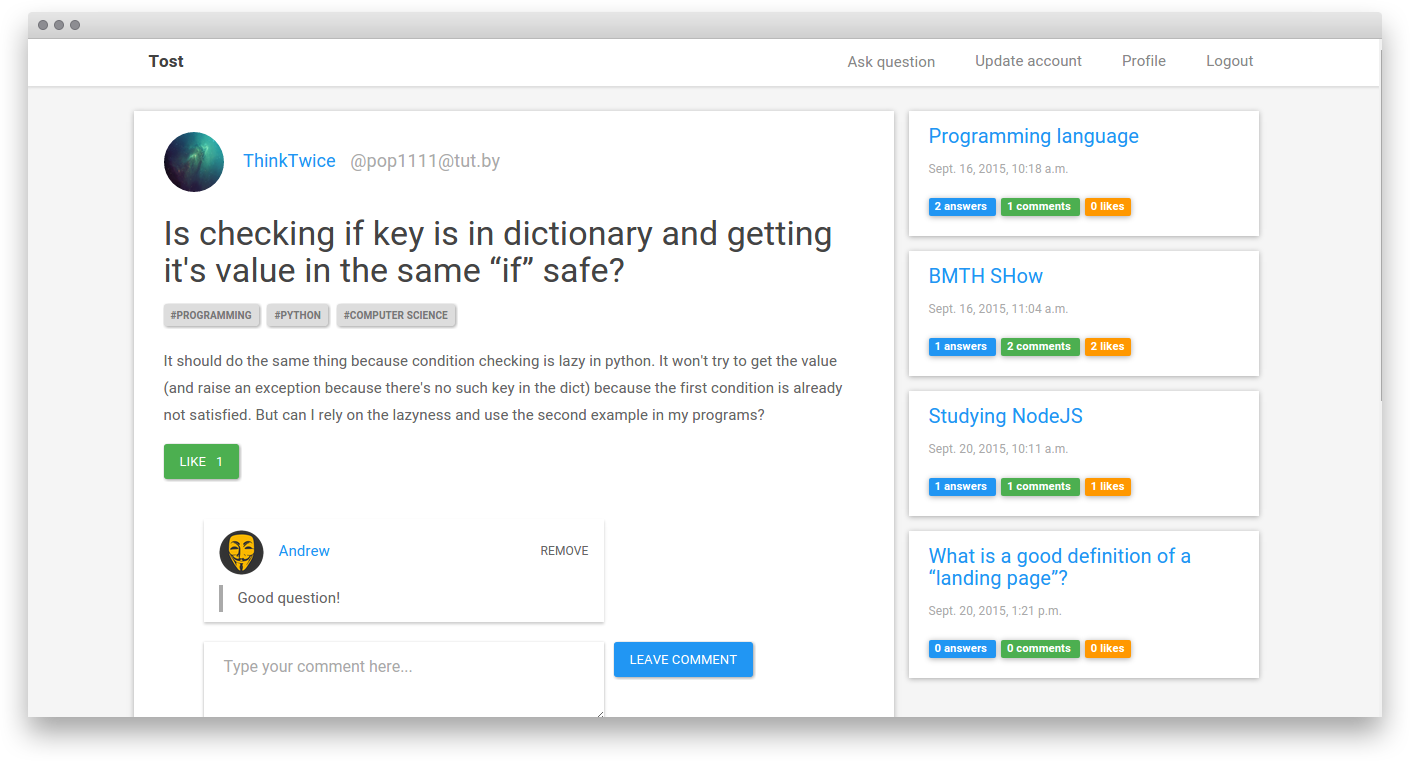 Tost
Ask question Update account Profile Logout
ThinkTwice @pop1111@tut.by
Is checking if key is in dictionary and getting
it's value in the same “if” safe?
#PROGRAMMING #PYTHON #COMPUTER SCIENCE
It should do the same thing because condition checking is lazy in python. It won't try to get the value
(and raise an exception because there's no such key in the dict) because the first condition is already
not satisfied. But can I rely on the lazyness and use the second example in my programs?
LIKE 1
Andrew REMOVE
Good question!
Type your comment here...
LEAVE COMMENT
Programming language
Sept. 16, 2015, 10:18 a.m.
2 answers 1 comments 0 likes
BMTH SHow
Sept. 16, 2015, 11:04 a.m.
1 answers 2 comments 2 likes
Studying NodeJS
Sept. 20, 2015, 10:11 a.m.
1 answers 1 comments 1 likes
What is a good definition of a
“landing page”?
Sept. 20, 2015, 1:21 p.m.
0 answers 0 comments 0 likes